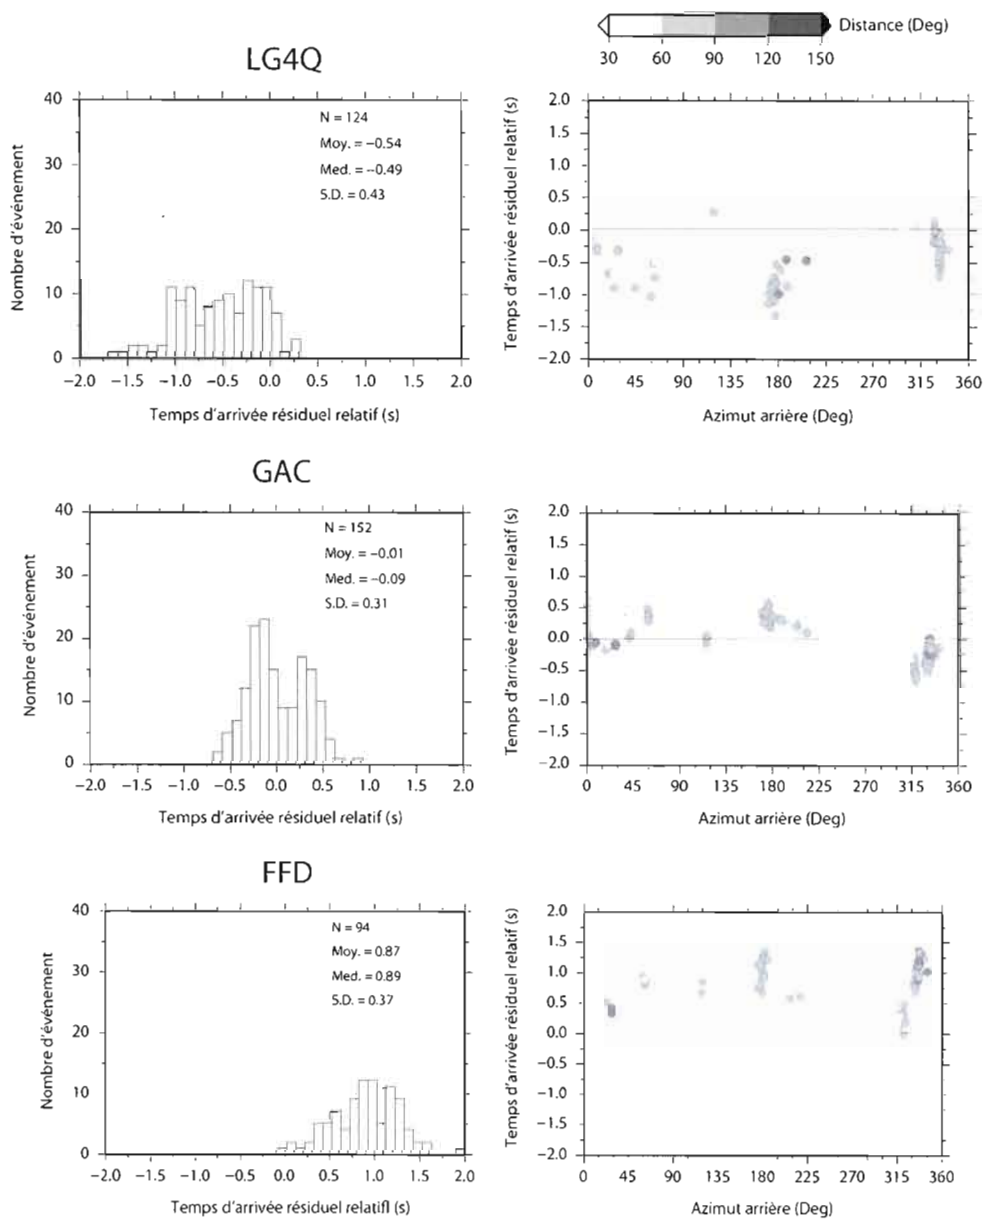 Distance (Deg)
30 60 90 120 150
LG4Q
40
30
20
10
0
Nombre d'événement
N = 124
Moy. = −0.54
Med. = −0.49
S.D. = 0.43
−2.0 −1.5 −1.0 −0.5 0.0 0.5 1.0 1.5 2.0
Temps d'arrivée résiduel relatif (s)
2.0
1.5
1.0
0.5
0.0
−0.5
−1.0
−1.5
−2.0
Temps d'arrivée résiduel relatif (s)
0 45 90 135 180 225 270 315 360
Azimut arrière (Deg)
GAC
40
30
20
10
0
Nombre d'événement
N = 152
Moy. = −0.01
Med. = −0.09
S.D. = 0.31
−2.0 −1.5 −1.0 −0.5 0.0 0.5 1.0 1.5 2.0
Temps d'arrivée résiduel relatif (s)
2.0
1.5
1.0
0.5
0.0
−0.5
−1.0
−1.5
−2.0
Temps d'arrivée résiduel relatif (s)
0 45 90 135 180 225 270 315 360
Azimut arrière (Deg)
FFD
40
30
20
10
0
Nombre d'événement
N = 94
Moy. = 0.87
Med. = 0.89
S.D. = 0.37
−2.0 −1.5 −1.0 −0.5 0.0 0.5 1.0 1.5 2.0
Temps d'arrivée résiduel relatifl (s)
2.0
1.5
1.0
0.5
0.0
−0.5
−1.0
−1.5
−2.0
Temps d'arrivée résiduel relatif (s)
0 45 90 135 180 225 270 315 360
Azimut arrière (Deg)